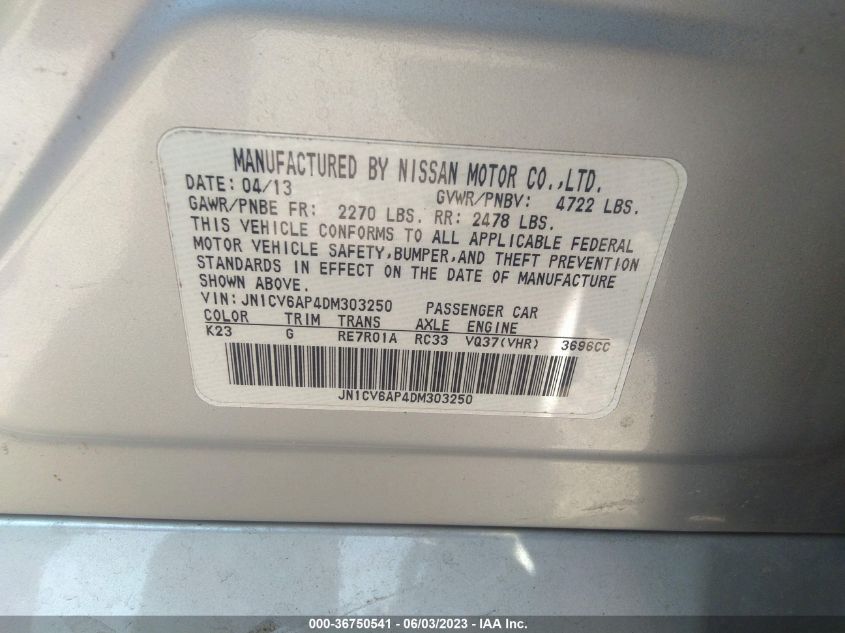 MANUFACTURED BY NISSAN MOTOR CO.,LTD.
DATE: 04/13 GVWR/PNBV: 4722 LBS.
GAWR/PNBE FR: 2270 LBS. RR: 2478 LBS.
THIS VEHICLE CONFORMS TO ALL APPLICABLE FEDERAL
MOTOR VEHICLE SAFETY,BUMPER,AND THEFT PREVENTION
STANDARDS IN EFFECT ON THE DATE OF MANUFACTURE
SHOWN ABOVE.
VIN:JN1CV6AP4DM303250 PASSENGER CAR
COLOR TRIM TRANS AXLE ENGINE
K23 G RE7R01A RC33 VQ37(VHR) 3696CC
JN1CV6AP4DM303250
000-36750541 - 06/03/2023 - IAA Inc.